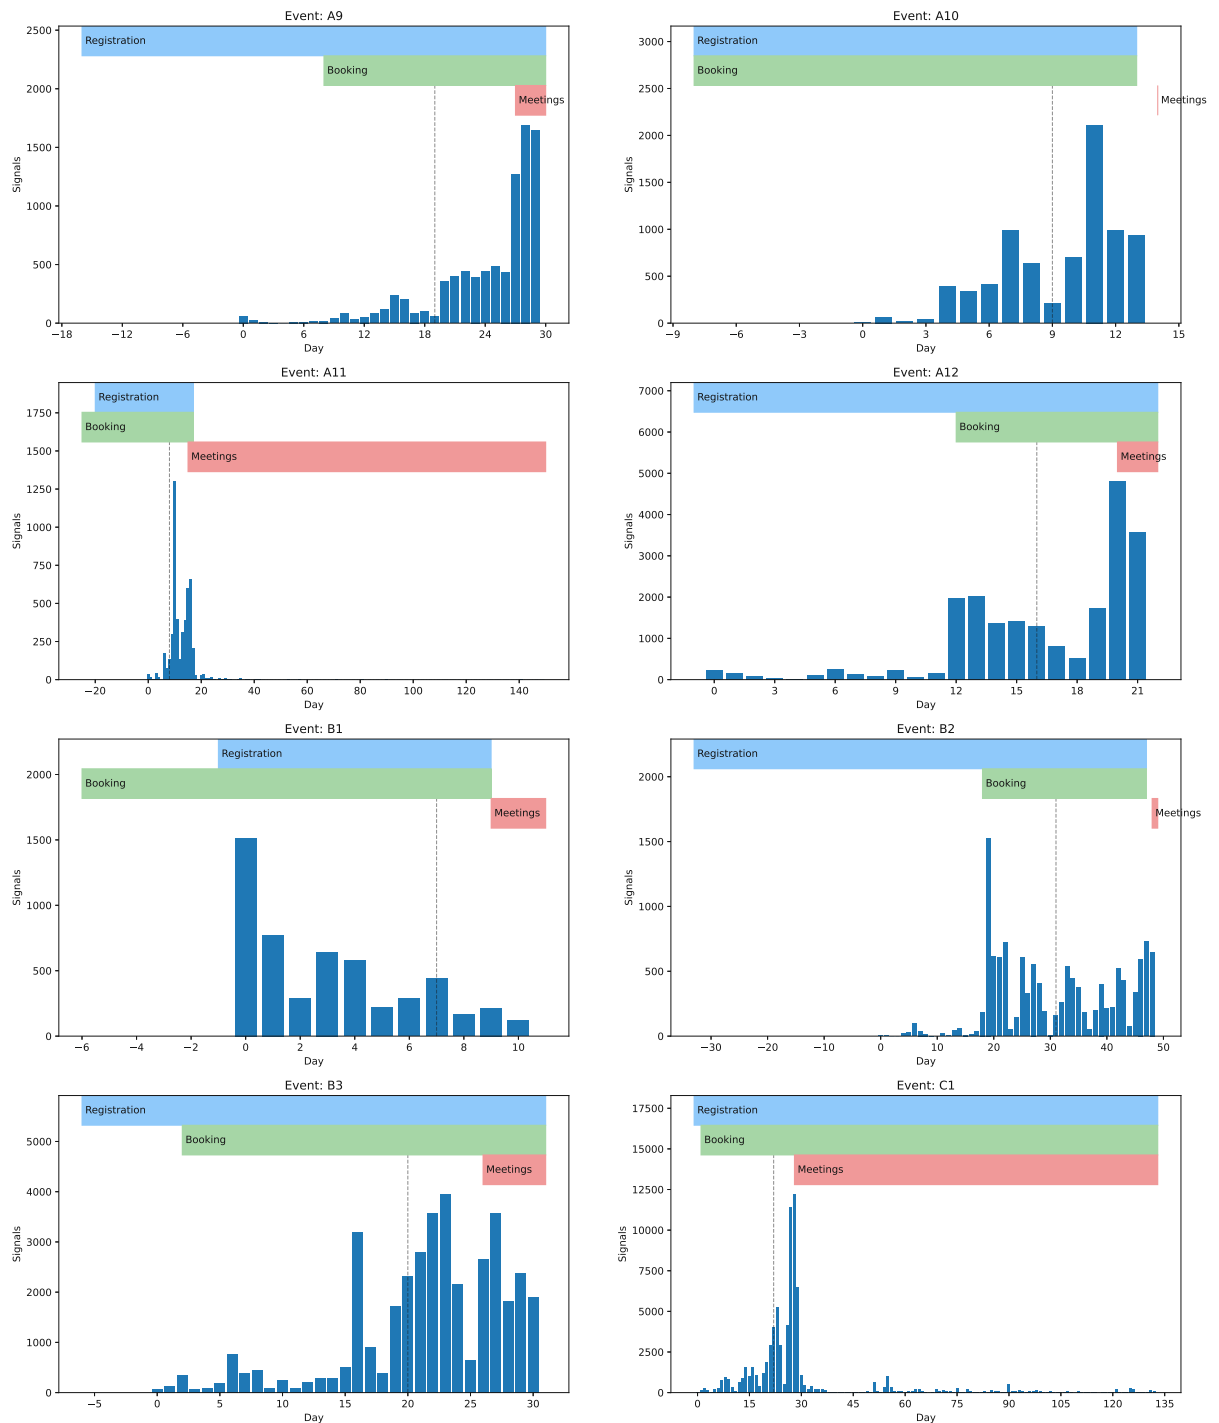 Event: A9
2500
2000
1500
1000
500
0
Signals
Registration
Booking
Meetings
−18 −12 −6 0 6 12 18 24 30
Day
Event: A10
3000
2500
2000
1500
1000
500
0
Signals
Registration
Booking
Meetings
−9 −6 −3 0 3 6 9 12 15
Day
Event: A11
1750
1500
1250
1000
750
500
250
0
Signals
Registration
Booking
Meetings
−20 0 20 40 60 80 100 120 140
Day
Event: A12
7000
6000
5000
4000
3000
2000
1000
0
Signals
Registration
Booking
Meetings
0 3 6 9 12 15 18 21
Day
Event: B1
2000
1500
1000
500
0
Signals
Registration
Booking
Meetings
−6 −4 −2 0 2 4 6 8 10
Day
Event: B2
2000
1500
1000
500
0
Signals
Registration
Booking
Meetings
−30 −20 −10 0 10 20 30 40 50
Day
Event: B3
5000
4000
3000
2000
1000
0
Signals
Registration
Booking
Meetings
−5 0 5 10 15 20 25 30
Day
Event: C1
17500
15000
12500
10000
7500
5000
2500
0
Signals
Registration
Booking
Meetings
0 15 30 45 60 75 90 105 120 135
Day